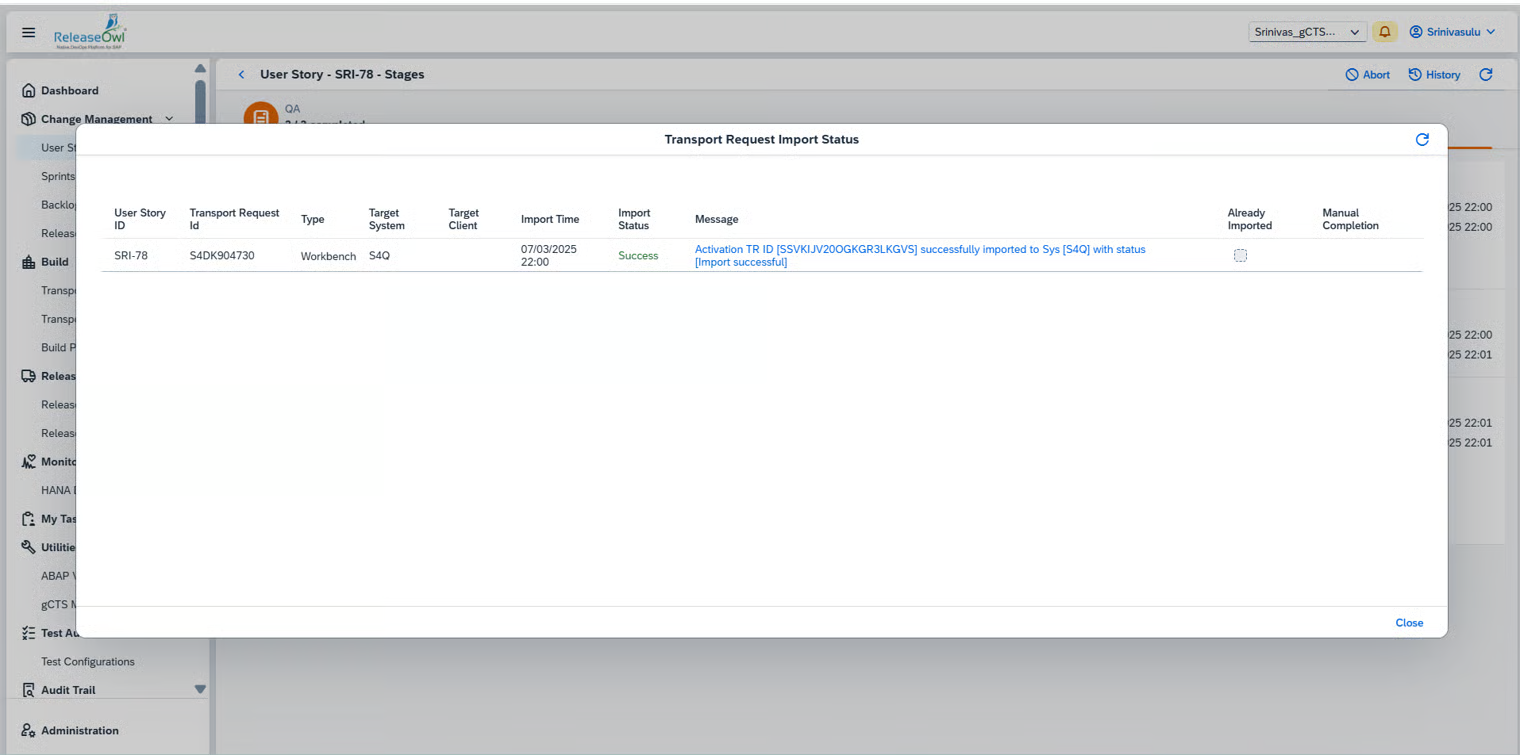 ReleaseOwl
Native DevOps Platform for SAP
Srinivas_gCTS...
Srinivasulu
Dashboard
Change Management
User St
Sprints
Backlo
Releas
Build
Transpo
Transpo
Build P
Releas
Releas
Releas
Monito
HANA
My Tas
Utilitie
ABAP
gCTS
Test Au
Test Configurations
Audit Trail
Administration
User Story - SRI-78 - Stages
Abort
History
QA
Transport Request Import Status
User Story
ID
Transport Request
Id
Type
Target
System
Target
Client
Import Time
Import
Status
Message
Already
Imported
Manual
Completion
SRI-78
S4DK904730
Workbench
S4Q
07/03/2025
22:00
Success
Activation TR ID [SSVKIJV20OGKGR3LKGVS] successfully imported to Sys [S4Q] with status
[Import successful]
25 22:00
25 22:00
25 22:00
25 22:01
25 22:01
25 22:01
Close